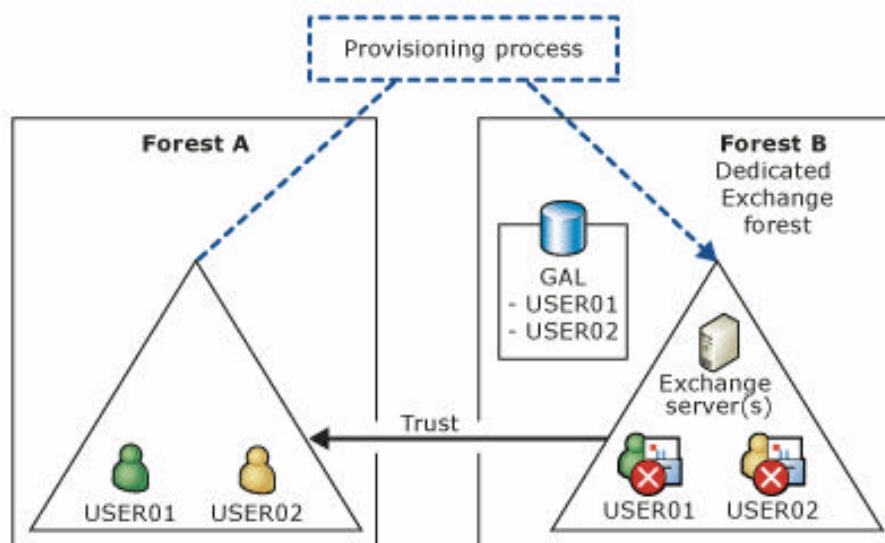 Provisioning process
Forest A
Forest B
Dedicated
Exchange
forest
GAL
- USER01
- USER02
Exchange
server(s)
Trust
USER01
USER02
USER01
USER02